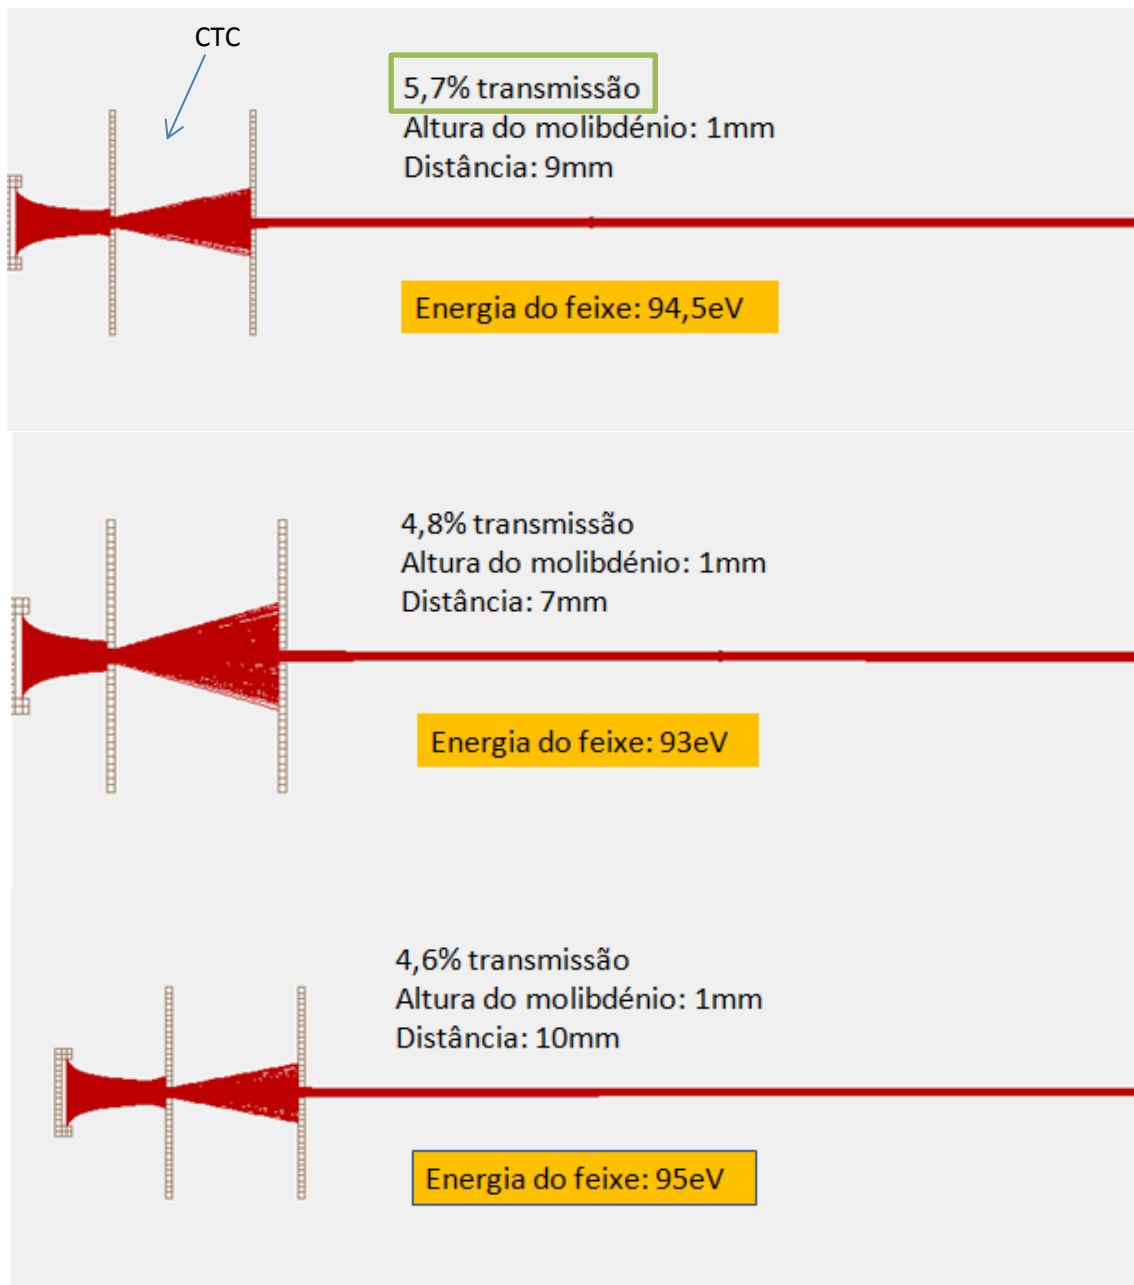 CTC
5,7% transmissão
Altura do molibdénio: 1mm
Distância: 9mm
Energia do feixe: 94,5eV
4,8% transmissão
Altura do molibdénio: 1mm
Distância: 7mm
Energia do feixe: 93eV
4,6% transmissão
Altura do molibdénio: 1mm
Distância: 10mm
Energia do feixe: 95eV